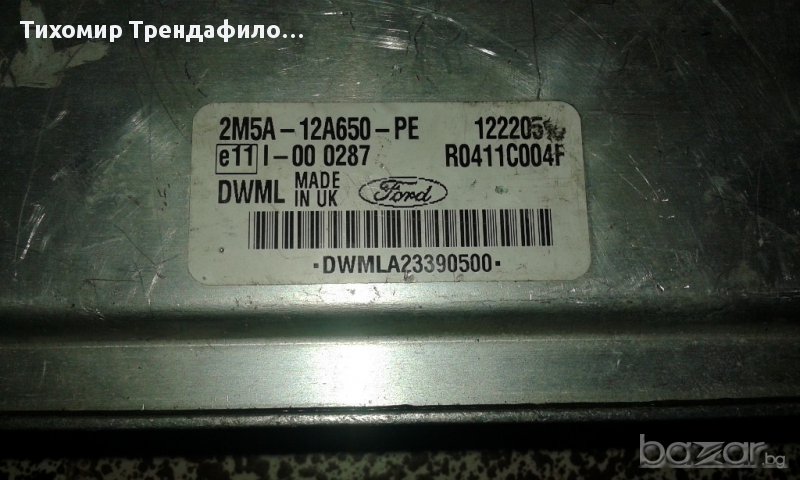 Тихомир Трендафило...
2M5A-12A650-PE 122205
e11 I-00 0287 R0411C004F
DWML MADE IN UK Ford
·DWMLA23390500·
bazar.bg